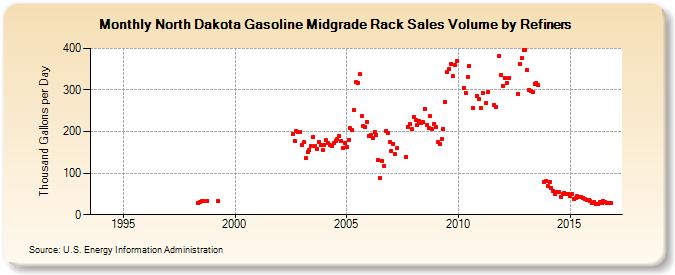 Monthly North Dakota Gasoline Midgrade Rack Sales Volume by Refiners
Thousand Gallons per Day
400
300
200
100
0
1995 2000 2005 2010 2015
Source: U.S. Energy Information Administration